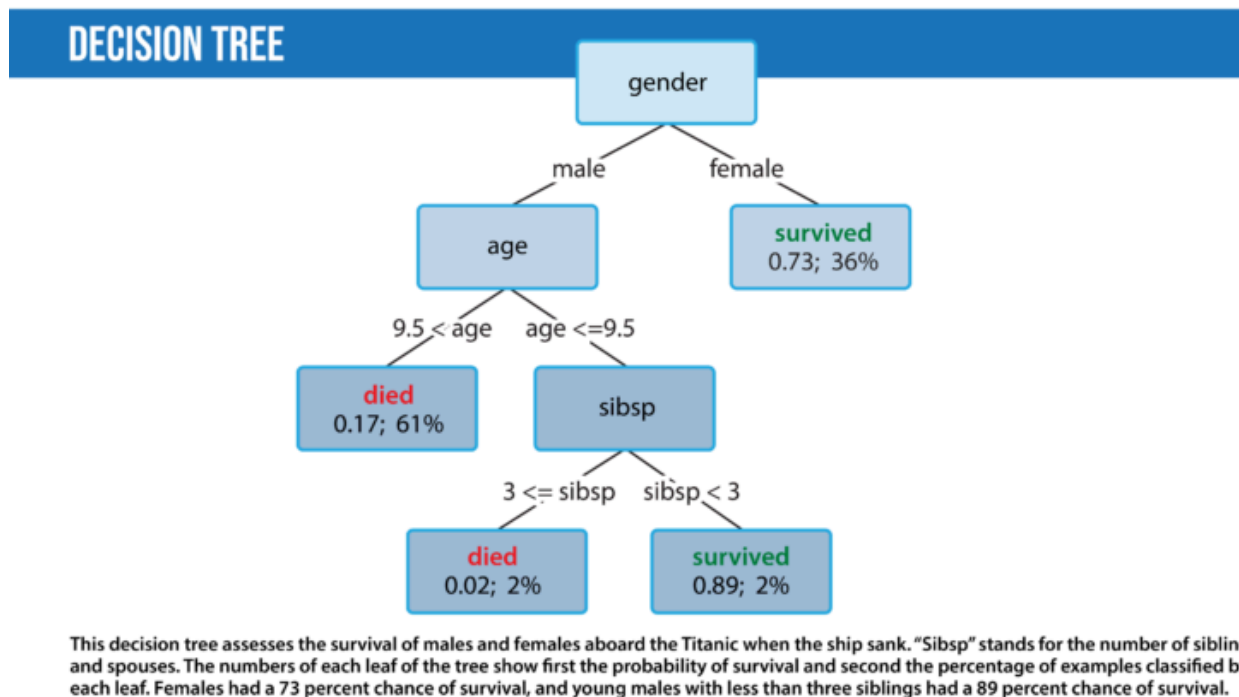 DECISION TREE
gender
male female
age
survived
0.73; 36%
9.5 < age age <=9.5
died
0.17; 61%
sibsp
3 <= sibsp sibsp < 3
died
0.02; 2%
survived
0.89; 2%
This decision tree assesses the survival of males and females aboard the Titanic when the ship sank. “Sibsp” stands for the number of siblin
and spouses. The numbers of each leaf of the tree show first the probability of survival and second the percentage of examples classified b
each leaf. Females had a 73 percent chance of survival, and young males with less than three siblings had a 89 percent chance of survival.